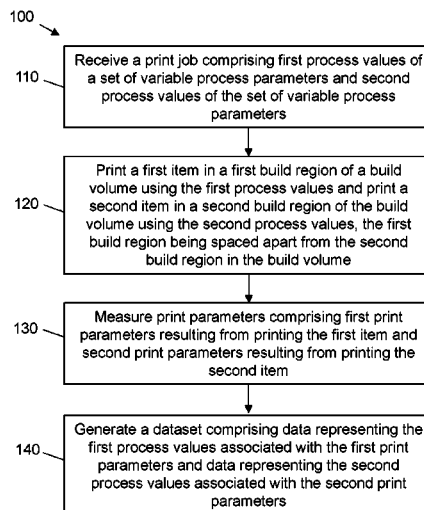 100
110
Receive a print job comprising first process values of
a set of variable process parameters and second
process values of the set of variable process
parameters
120
Print a first item in a first build region of a build
volume using the first process values and print a
second item in a second build region of the build
volume using the second process values, the first
build region being spaced apart from the second
build region in the build volume
130
Measure print parameters comprising first print
parameters resulting from printing the first item and
second print parameters resulting from printing the
second item
140
Generate a dataset comprising data representing the
first process values associated with the first print
parameters and data representing the second
process values associated with the second print
parameters